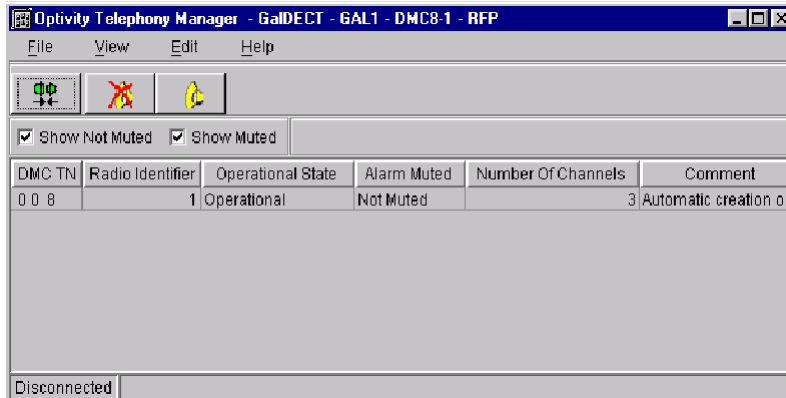 Optivity Telephony Manager - GalDECT - GAL1 - DMC8-1 - RFP
File View Edit Help
Show Not Muted Show Muted
DMC TN Radio Identifier Operational State Alarm Muted Number Of Channels Comment
0 0 8 1 Operational Not Muted 3 Automatic creation o
Disconnected